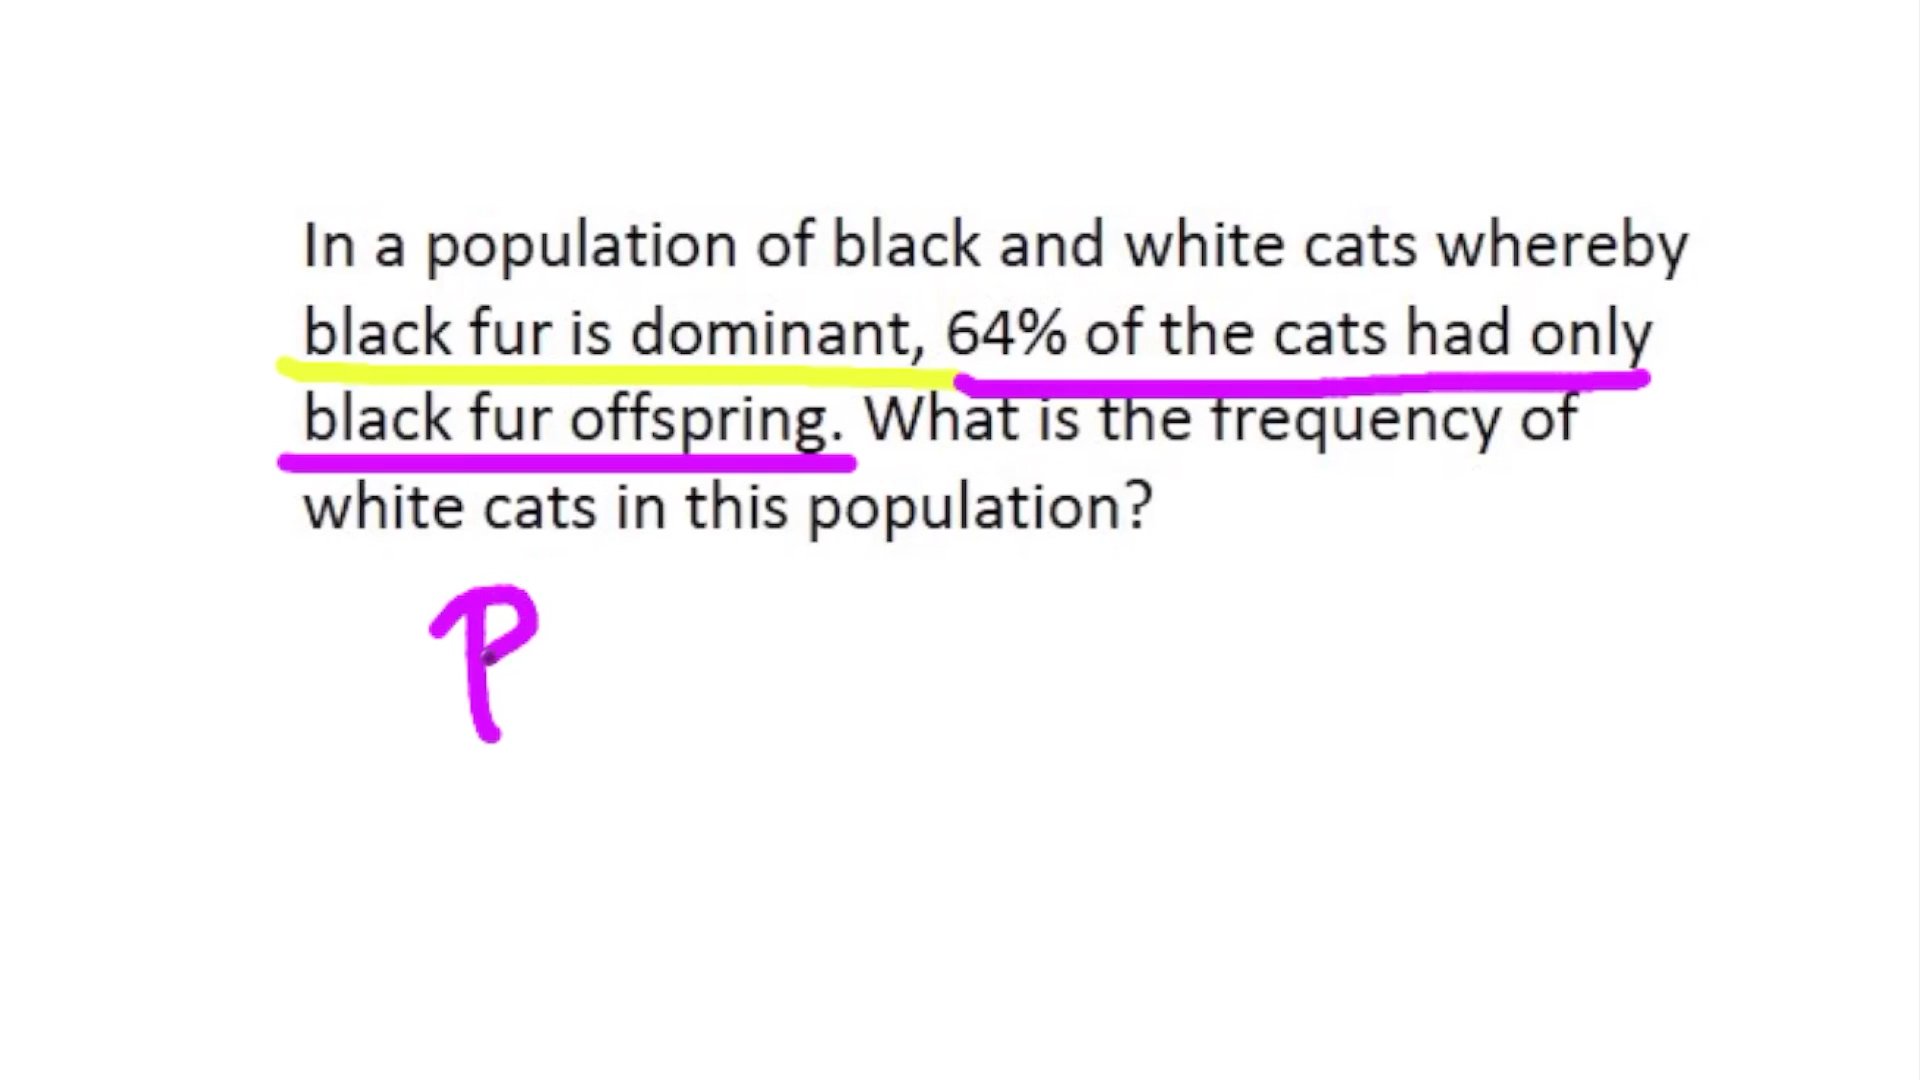 In a population of black and white cats whereby
black fur is dominant, 64% of the cats had only
black fur offspring. What is the frequency of
white cats in this population?
P